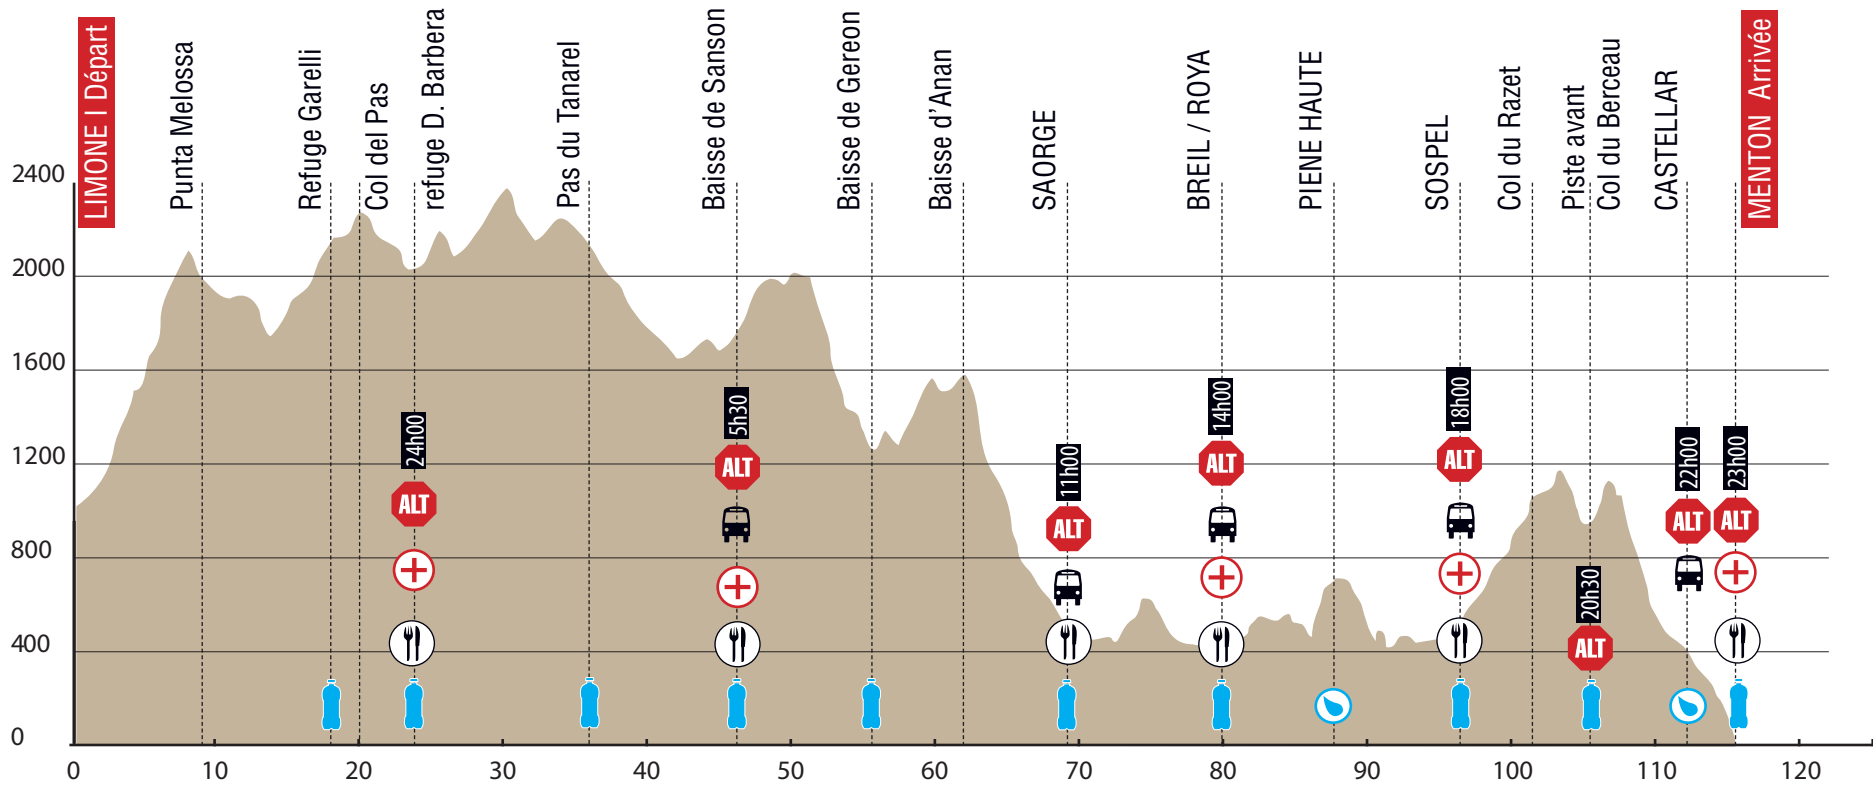 LIMONE I Départ
Punta Melossa
Refuge Garelli
Col del Pas
refuge D. Barbera
Pas du Tanarel
Baisse de Sanson
Baisse de Gereon
Baisse d'Anan
SAORGE
BREIL / ROYA
PIENE HAUTE
SOSPEL
Col du Razet
Piste avant
Col du Berceau
CASTELLAR
MENTON Arrivée
2400
2000
1600
1200
800
400
0
24h00
ALT
5h30
ALT
11h00
ALT
14h00
ALT
18h00
ALT
20h30
ALT
22h00
ALT
23h00
ALT
0 10 20 30 40 50 60 70 80 90 100 110 120